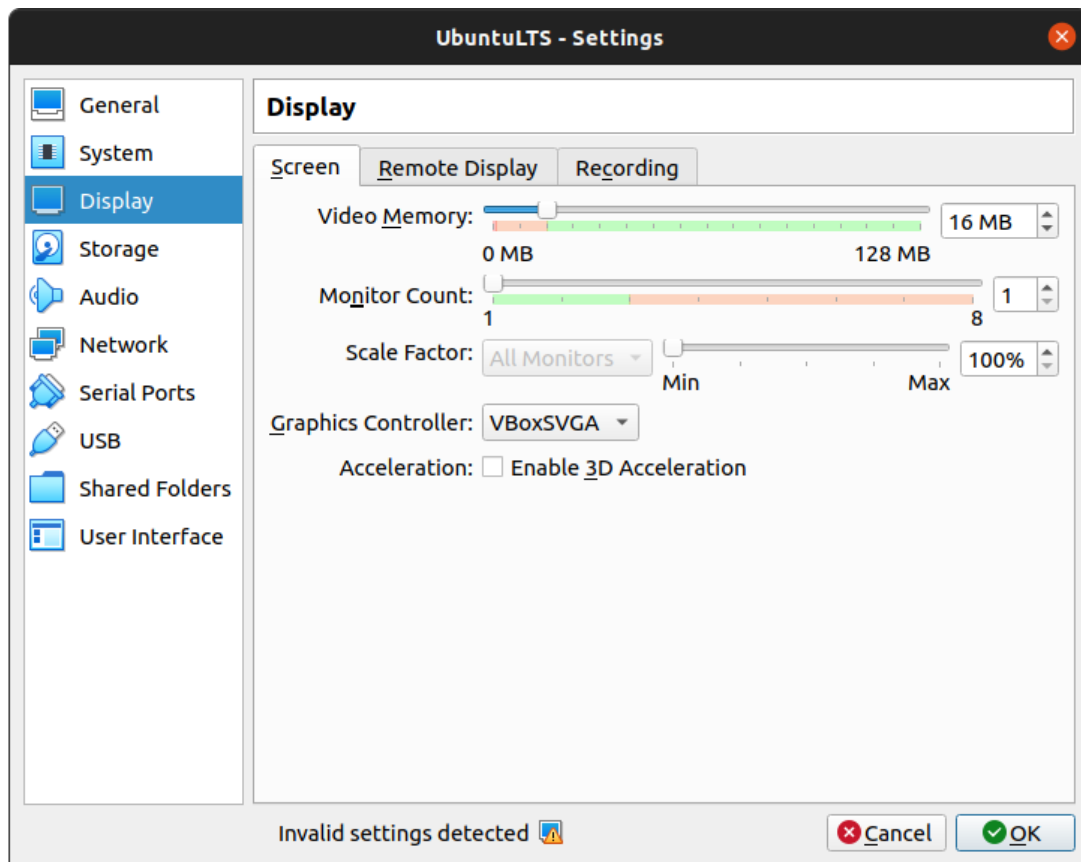 UbuntuLTS - Settings
General
System
Display
Storage
Audio
Network
Serial Ports
USB
Shared Folders
User Interface
Display
Screen
Remote Display
Recording
Video Memory:
16 MB
0 MB
128 MB
Monitor Count:
1
1
8
Scale Factor:
All Monitors
100%
Min
Max
Graphics Controller:
VBoxSVGA
Acceleration:
Enable 3D Acceleration
Invalid settings detected
Cancel
OK